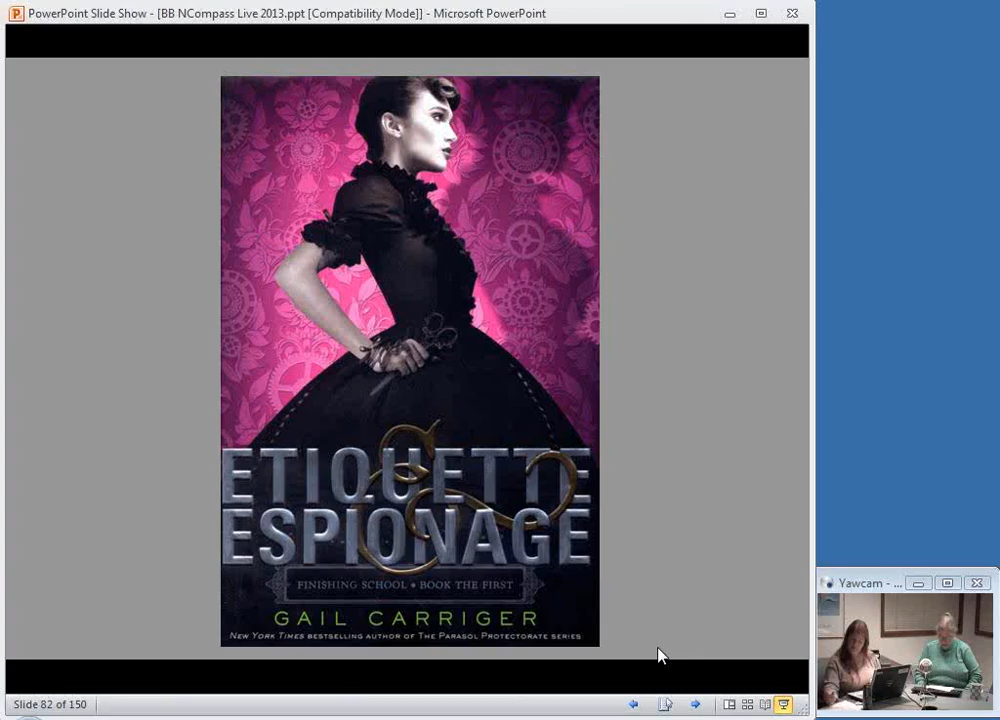 PowerPoint Slide Show - [BB NCompass Live 2013.ppt [Compatibility Mode]] - Microsoft PowerPoint
ETIQUETTE
&
ESPIONAGE
FINISHING SCHOOL • BOOK THE FIRST
GAIL CARRIGER
NEW YORK TIMES BESTSELLING AUTHOR OF THE PARASOL PROTECTORATE SERIES
Yawcam - ...
Slide 82 of 150